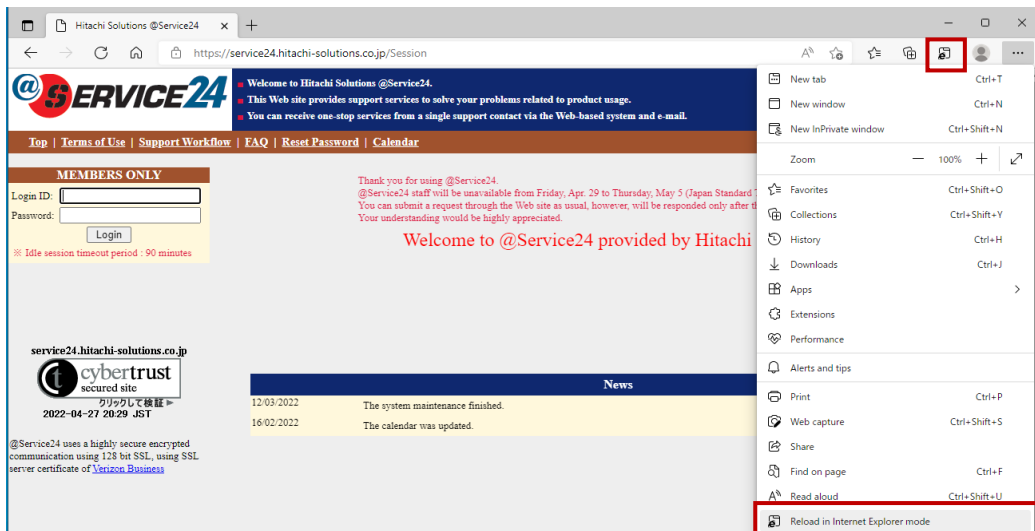 Hitachi Solutions @Service24
https://service24.hitachi-solutions.co.jp/Session
@SERVICE24
Welcome to Hitachi Solutions @Service24.
This Web site provides support services to solve your problems related to product usage.
You can receive one-stop services from a single support contact via the Web-based system and e-mail.
Top | Terms of Use | Support Workflow | FAQ | Reset Password | Calendar
MEMBERS ONLY
Login ID:
Password:
Login
※ Idle session timeout period : 90 minutes
Thank you for using @Service24.
@Service24 staff will be unavailable from Friday, Apr. 29 to Thursday, May 5 (Japan Standard
You can submit a request through the Web site as usual, however, will be responded only after
Your understanding would be highly appreciated.
Welcome to @Service24 provided by Hitachi
service24.hitachi-solutions.co.jp
cybertrust
secured site
クリックして検証
2022-04-27 20:29 JST
@Service24 uses a highly secure encrypted
communication using 128 bit SSL, using SSL
server certificate of Verizon Business
News
12/03/2022 The system maintenance finished.
16/02/2022 The calendar was updated.
New tab Ctrl+T
New window Ctrl+N
New InPrivate window Ctrl+Shift+N
Zoom — 100% +
Favorites Ctrl+Shift+O
Collections Ctrl+Shift+Y
History Ctrl+H
Downloads Ctrl+J
Apps
Extensions
Performance
Alerts and tips
Print Ctrl+P
Web capture Ctrl+Shift+S
Share
Find on page Ctrl+F
Read aloud Ctrl+Shift+U
Reload in Internet Explorer mode